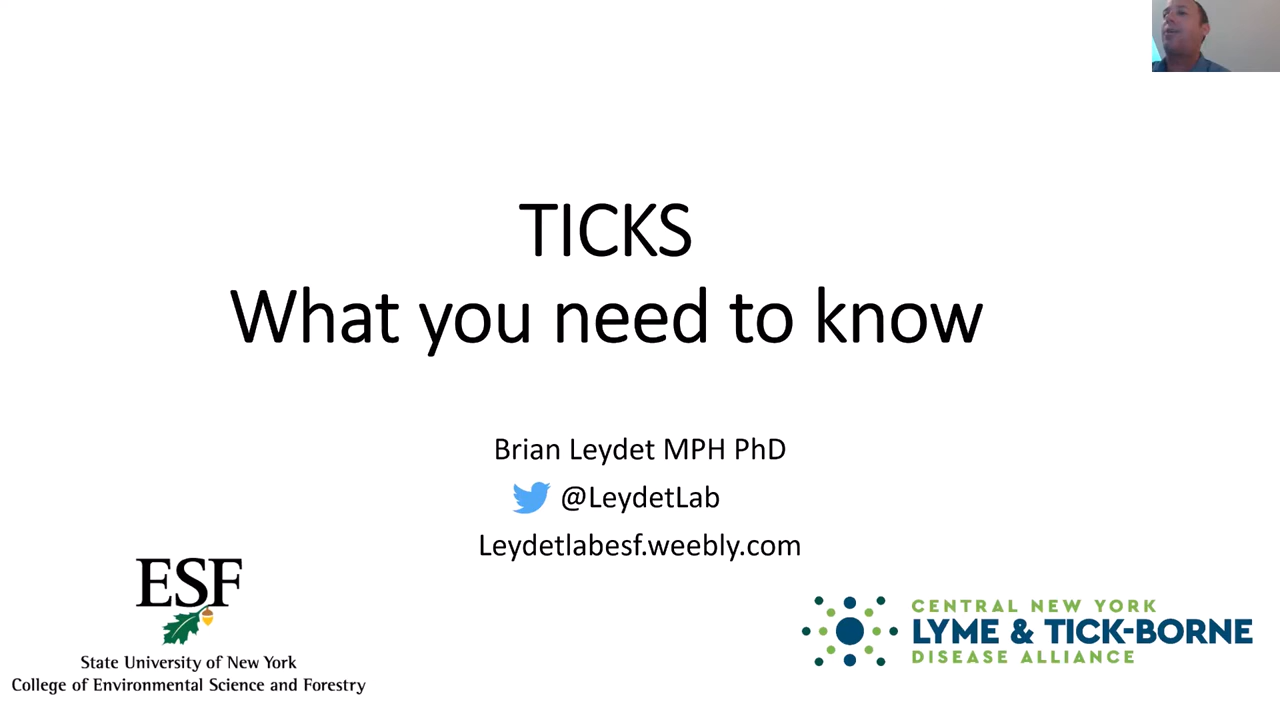 TICKS
What you need to know
Brian Leydet MPH PhD
@LeydetLab
Leydetlabesf.weebly.com
ESF
State University of New York
College of Environmental Science and Forestry
CENTRAL NEW YORK
LYME & TICK-BORNE
DISEASE ALLIANCE